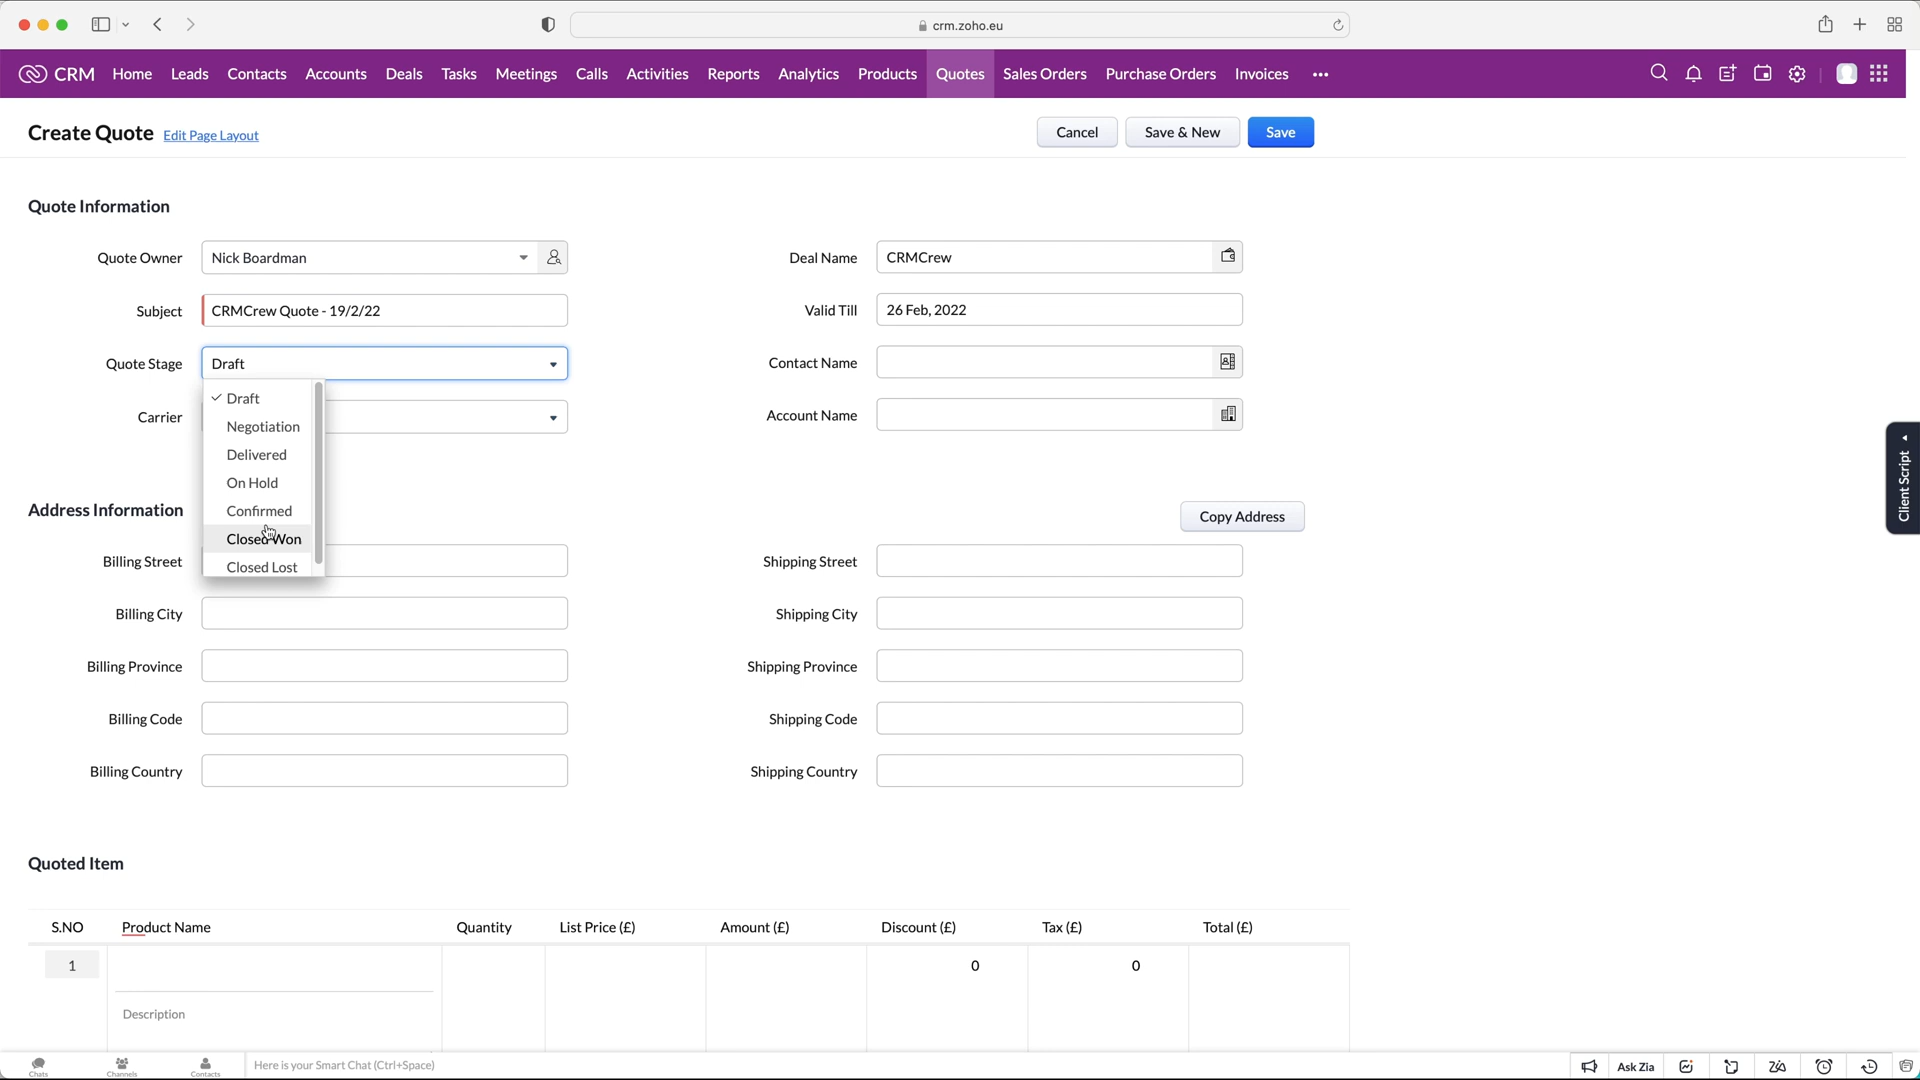 crm.zoho.eu
CRM Home Leads Contacts Accounts Deals Tasks Meetings Calls Activities Reports Analytics Products Quotes Sales Orders Purchase Orders Invoices •••
Create Quote Edit Page Layout Cancel Save & New Save
Quote Information
Quote Owner Nick Boardman Deal Name CRMCrew
Subject CRMCrew Quote - 19/2/22 Valid Till 26 Feb, 2022
Quote Stage Draft Contact Name
Draft
Carrier Account Name
Negotiation
Delivered
On Hold
Confirmed
Closed Won
Closed Lost
Client Script
Address Information Copy Address
Billing Street Shipping Street
Billing City Shipping City
Billing Province Shipping Province
Billing Code Shipping Code
Billing Country Shipping Country
Quoted Item
S.NO Product Name Quantity List Price (£) Amount (£) Discount (£) Tax (£) Total (£)
1 0 0
Description
Chats Channels Contacts Here is your Smart Chat (Ctrl+Space) Ask Zia